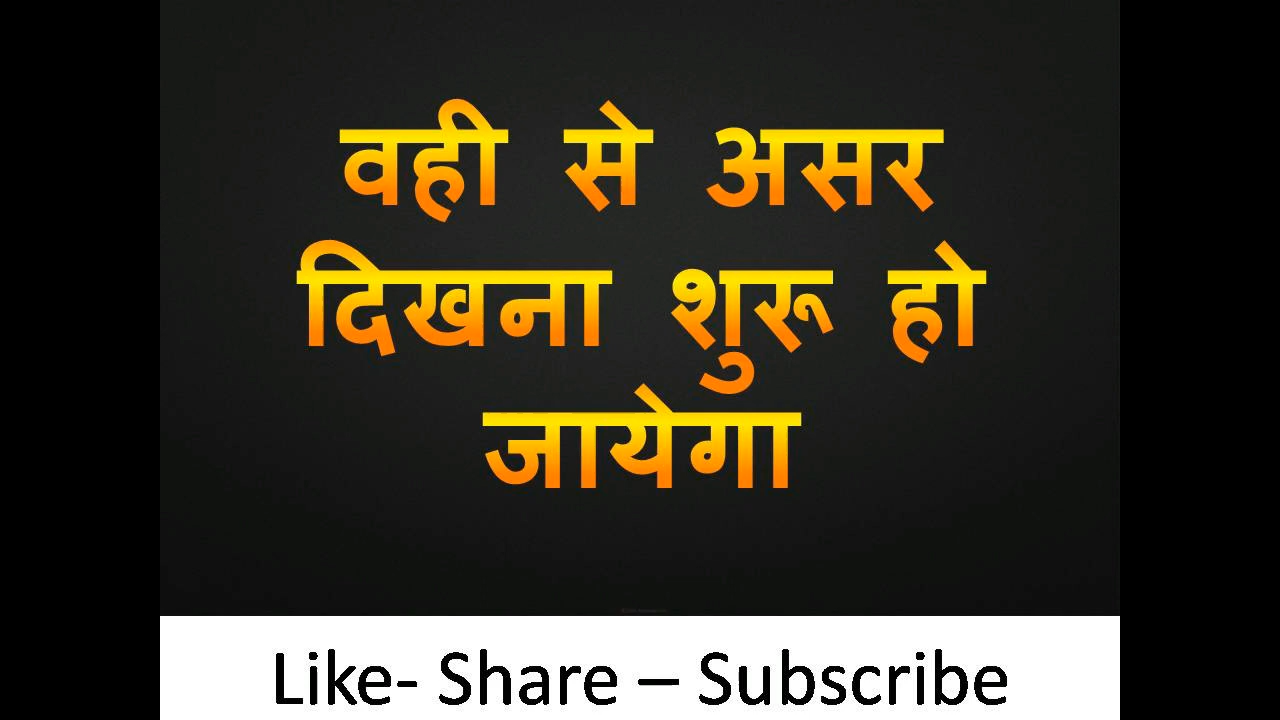 वही से असर
दिखना शुरू हो
जायेगा
Like- Share – Subscribe